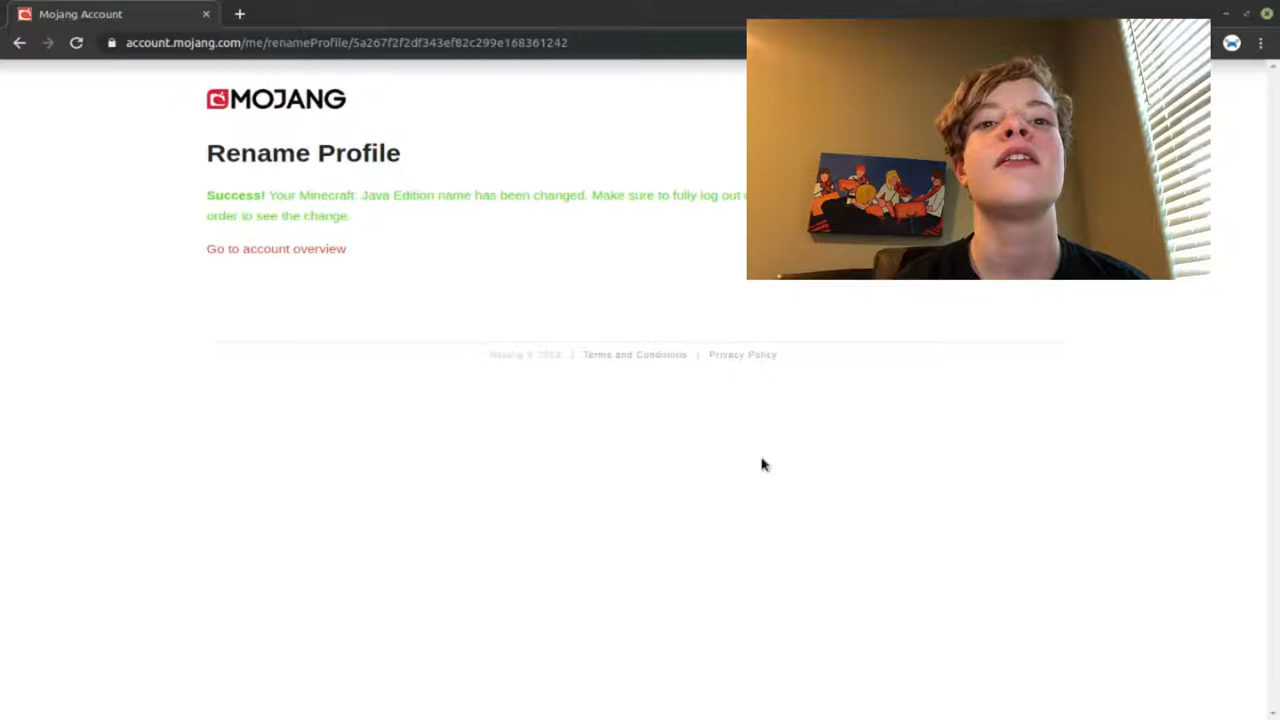 Mojang Account
account.mojang.com/me/renameProfile/5a267f2f2df343ef82c299e168361242
MOJANG
Rename Profile
Success! Your Minecraft: Java Edition name has been changed. Make sure to fully log out
order to see the change.
Go to account overview
Mojang © | Terms and Conditions | Privacy Policy